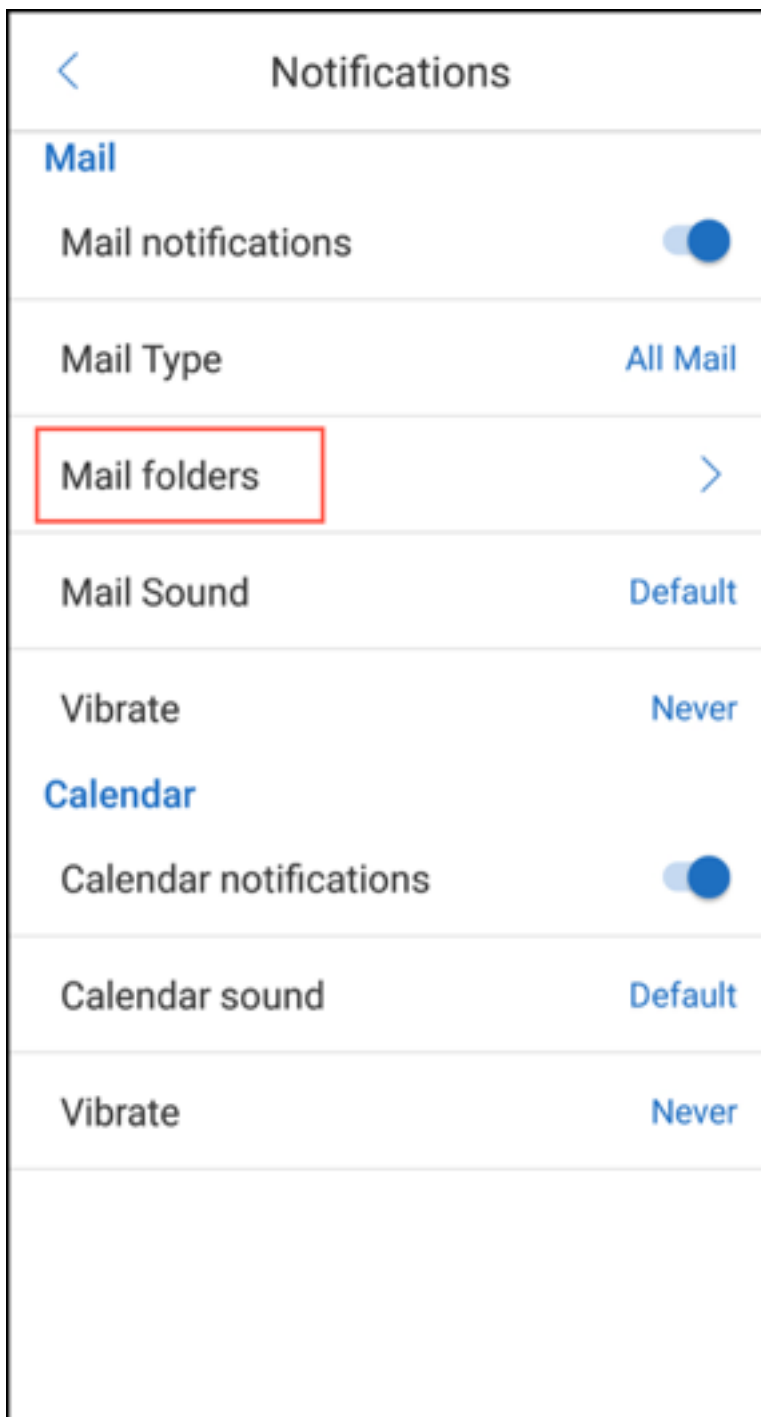 Notifications
Mail
Mail notifications
Mail Type All Mail
Mail folders
Mail Sound Default
Vibrate Never
Calendar
Calendar notifications
Calendar sound Default
Vibrate Never